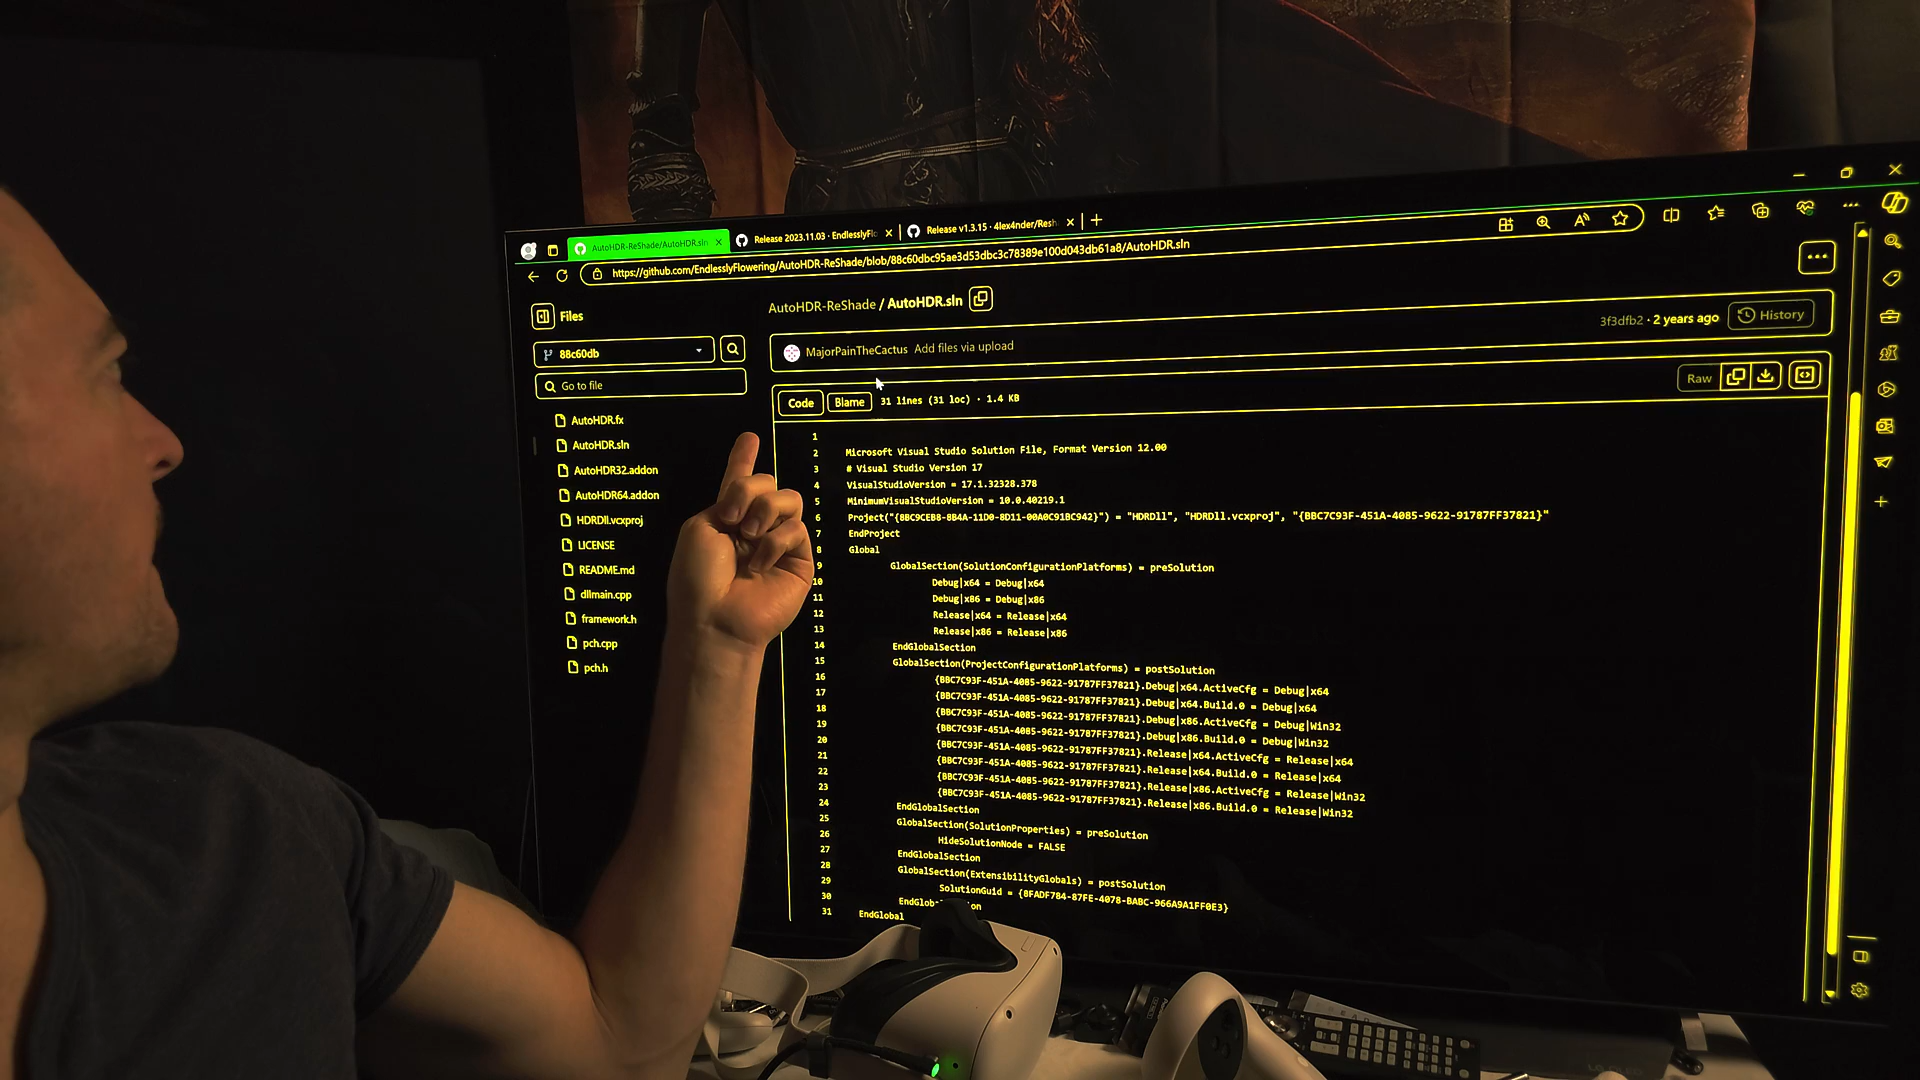 AutoHDR-ReShade/AutoHDR.sln
Release 2023.11.03 · EndlesslyFlo
Release v1.3.15 · 4lex4nder/Resh
https://github.com/EndlesslyFlowering/AutoHDR-ReShade/blob/88c60dbc95ae3d53dbc3c78389e100d043db61a8/AutoHDR.sln
Files
88c60db
Go to file
AutoHDR.fx
AutoHDR.sln
AutoHDR32.addon
AutoHDR64.addon
HDRDll.vcxproj
LICENSE
README.md
dllmain.cpp
framework.h
pch.cpp
pch.h
AutoHDR-ReShade / AutoHDR.sln
MajorPainTheCactus Add files via upload
3f3dfb2 · 2 years ago
History
Code Blame 31 lines (31 loc) · 1.4 KB
Raw
1
2 Microsoft Visual Studio Solution File, Format Version 12.00
3 # Visual Studio Version 17
4 VisualStudioVersion = 17.1.32328.378
5 MinimumVisualStudioVersion = 10.0.40219.1
6 Project("{8BC9CEB8-8B4A-11D0-8D11-00A0C91BC942}") = "HDRDll", "HDRDll.vcxproj", "{BBC7C93F-451A-4085-9622-91787FF37821}"
7 EndProject
8 Global
9 GlobalSection(SolutionConfigurationPlatforms) = preSolution
10 Debug|x64 = Debug|x64
11 Debug|x86 = Debug|x86
12 Release|x64 = Release|x64
13 Release|x86 = Release|x86
14 EndGlobalSection
15 GlobalSection(ProjectConfigurationPlatforms) = postSolution
16 {BBC7C93F-451A-4085-9622-91787FF37821}.Debug|x64.ActiveCfg = Debug|x64
17 {BBC7C93F-451A-4085-9622-91787FF37821}.Debug|x64.Build.0 = Debug|x64
18 {BBC7C93F-451A-4085-9622-91787FF37821}.Debug|x86.ActiveCfg = Debug|Win32
19 {BBC7C93F-451A-4085-9622-91787FF37821}.Debug|x86.Build.0 = Debug|Win32
20 {BBC7C93F-451A-4085-9622-91787FF37821}.Release|x64.ActiveCfg = Release|x64
21 {BBC7C93F-451A-4085-9622-91787FF37821}.Release|x64.Build.0 = Release|x64
22 {BBC7C93F-451A-4085-9622-91787FF37821}.Release|x86.ActiveCfg = Release|Win32
23 {BBC7C93F-451A-4085-9622-91787FF37821}.Release|x86.Build.0 = Release|Win32
24 EndGlobalSection
25 GlobalSection(SolutionProperties) = preSolution
26 HideSolutionNode = FALSE
27 EndGlobalSection
28 GlobalSection(ExtensibilityGlobals) = postSolution
29 SolutionGuid = {8FADF784-87FE-4078-BABC-966A9A1FF0E3}
30 EndGlob on
31 EndGlobal